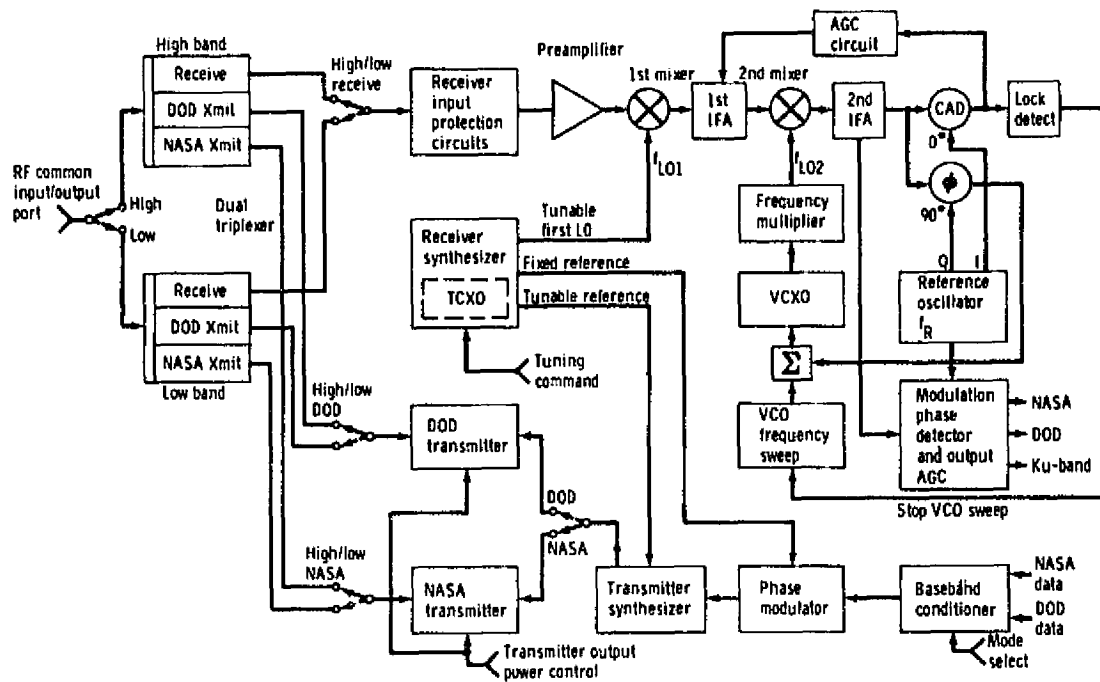 High band
Receive
DOD Xmit
NASA Xmit
RF common
input/output
port
High
Low
Dual
triplexer
Receive
DOD Xmit
NASA Xmit
Low band
High/low
receive
Receiver
input
protection
circuits
Preamplifier
1st mixer
f LO1
1st
IFA
AGC
circuit
2nd mixer
f LO2
2nd
IFA
CAD
0°
Lock
detect
ϕ
90°
Q I
Reference
oscillator
f R
Frequency
multiplier
VCXO
Σ
VCO
frequency
sweep
Modulation
phase
detector
and output
AGC
NASA
DOD
Ku-band
Stop VCO sweep
Receiver
synthesizer
TCXO
Tunable
first LO
Fixed reference
Tunable reference
Tuning
command
High/low
DOD
DOD
transmitter
DOD
NASA
High/low
NASA
NASA
transmitter
Transmitter output
power control
Transmitter
synthesizer
Phase
modulator
Baseband
conditioner
NASA
data
DOD
data
Mode
select